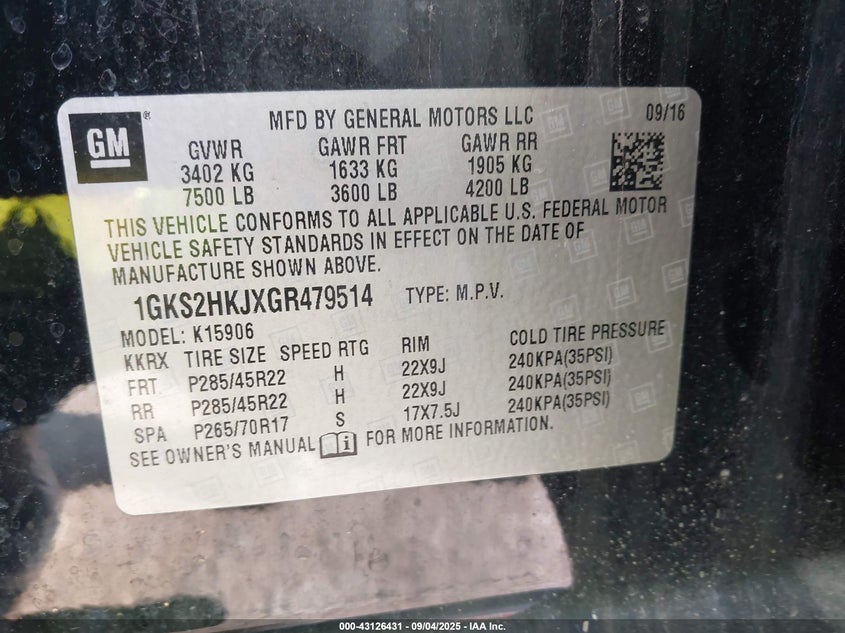 GM ®
MFD BY GENERAL MOTORS LLC 09/16
GVWR GAWR FRT GAWR RR
3402 KG 1633 KG 1905 KG
7500 LB 3600 LB 4200 LB
THIS VEHICLE CONFORMS TO ALL APPLICABLE U.S. FEDERAL MOTOR
VEHICLE SAFETY STANDARDS IN EFFECT ON THE DATE OF
MANUFACTURE SHOWN ABOVE.
1GKS2HKJXGR479514 TYPE: M.P.V.
MODEL: K15906
KKRX TIRE SIZE SPEED RTG RIM COLD TIRE PRESSURE
FRT P285/45R22 H 22X9J 240KPA(35PSI)
RR P285/45R22 H 22X9J 240KPA(35PSI)
SPA P265/70R17 S 17X7.5J 240KPA(35PSI)
SEE OWNER'S MANUAL i FOR MORE INFORMATION.
000-43126431 - 09/04/2025 - IAA Inc.